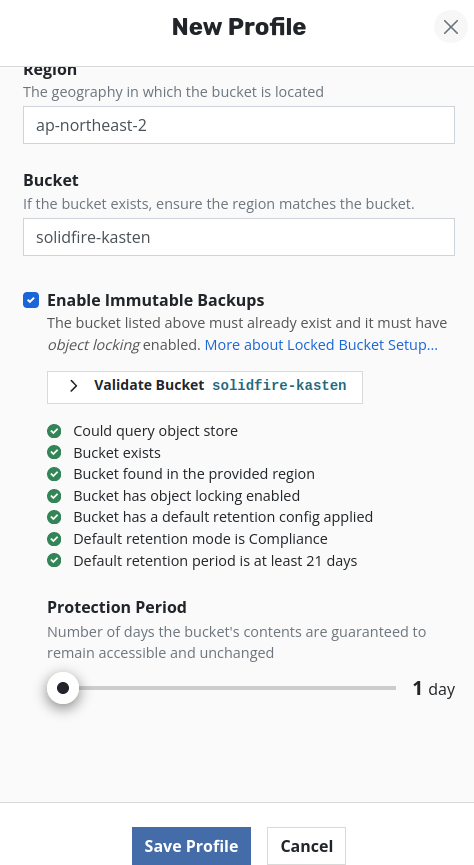 New Profile
Region
The geography in which the bucket is located
ap-northeast-2
Bucket
If the bucket exists, ensure the region matches the bucket.
solidfire-kasten
Enable Immutable Backups
The bucket listed above must already exist and it must have
object locking enabled. More about Locked Bucket Setup...
Validate Bucket solidfire-kasten
Could query object store
Bucket exists
Bucket found in the provided region
Bucket has object locking enabled
Bucket has a default retention config applied
Default retention mode is Compliance
Default retention period is at least 21 days
Protection Period
Number of days the bucket's contents are guaranteed to
remain accessible and unchanged
1 day
Save Profile
Cancel